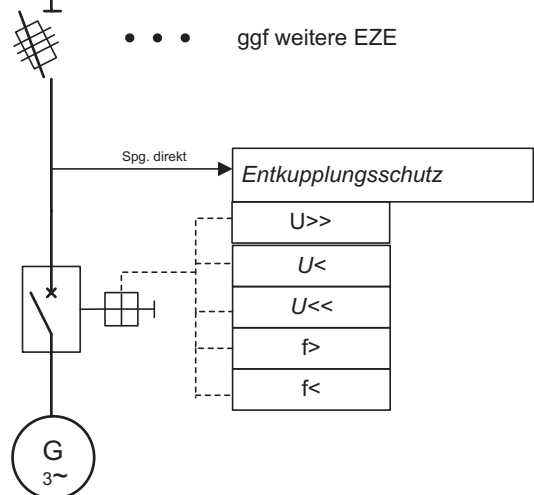 • • • ggf weitere EZE
Spg. direkt
Entkupplungsschutz
U>>
U<
U<<
f>
f<
G
3~